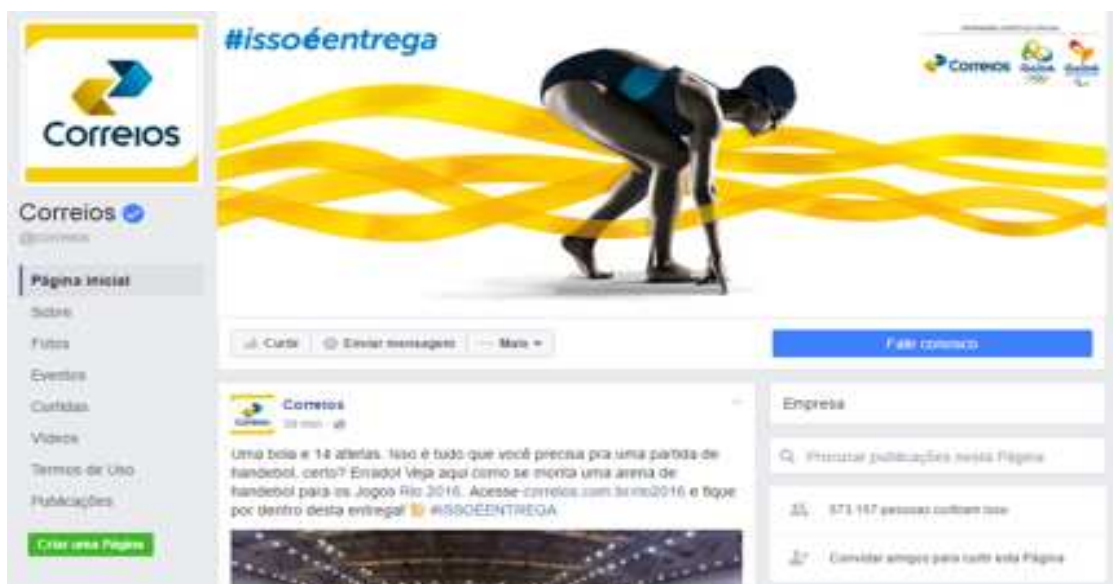 #issoéentrega
Correios
Correios
Correios
Página inicial
Sobre
Fotos
Eventos
Curtidas
Vídeos
Termos de Uso
Publicações
Criar uma Página
Curtir
Enviar mensagem
Mais
Fale conosco
Correios
Correios
Uma bola e 14 atletas. Isso é tudo que você precisa pra uma partida de
handebol, certo? Errado! Veja aqui como se monta uma arena de
handebol para os Jogos Rio 2016. Acesse correios.com.br/rio2016 e fique
por dentro desta entrega! #ISSOÉENTREGA
Empresa
Procurar publicações nesta Página
pessoas curtiram isso
Convidar amigos para curtir esta Página